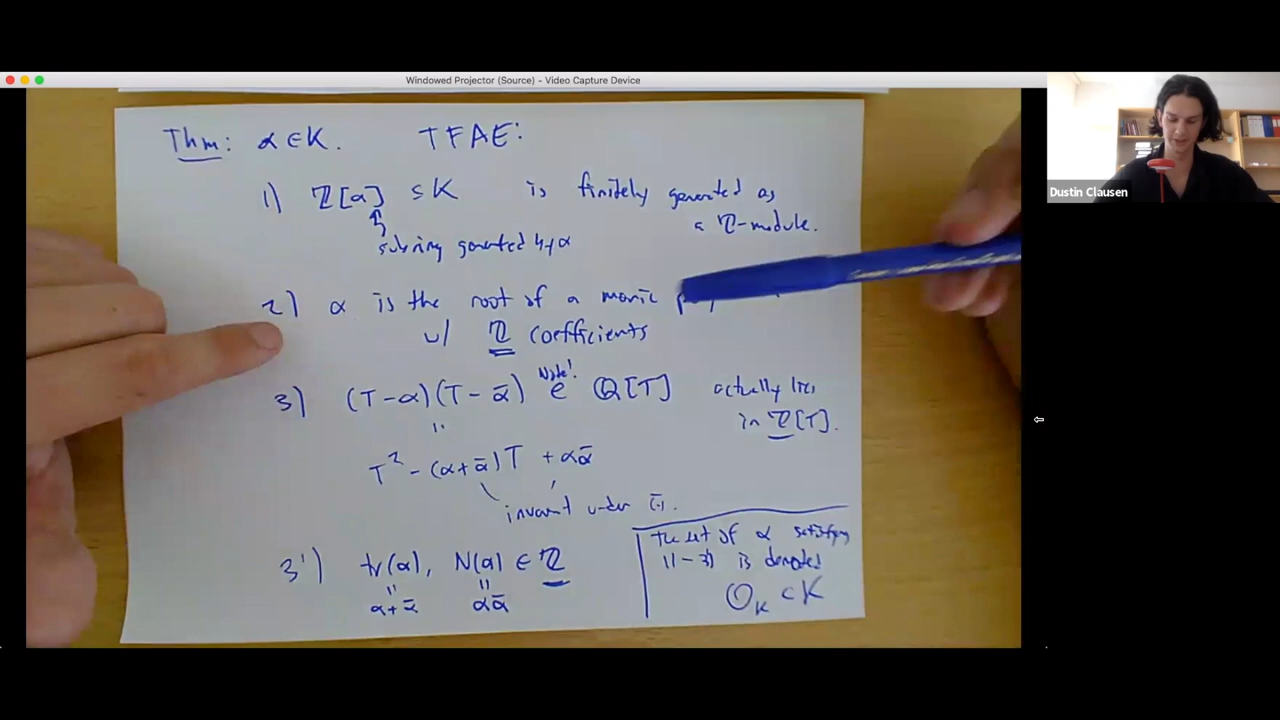 Windowed Projector (Source) - Video Capture Device
Dustin Clausen
Thm: α ∈ K. TFAE:
1) ℤ[α] ⊆ K is finitely generated as
a ℤ-module.
subring generated by α
2) α is the root of a monic
w/ ℤ coefficients
3) (T-α)(T-ᾱ) ∈ ℚ[T] actually lies
Note!
in ℤ[T].
"
T² - (α+ᾱ)T + αᾱ
invariant under (̄·).
3') tr(α), N(α) ∈ ℤ
" "
α+ᾱ αᾱ
The set of α satisfying
1) - 3) is denoted
𝒪_K ⊂ K